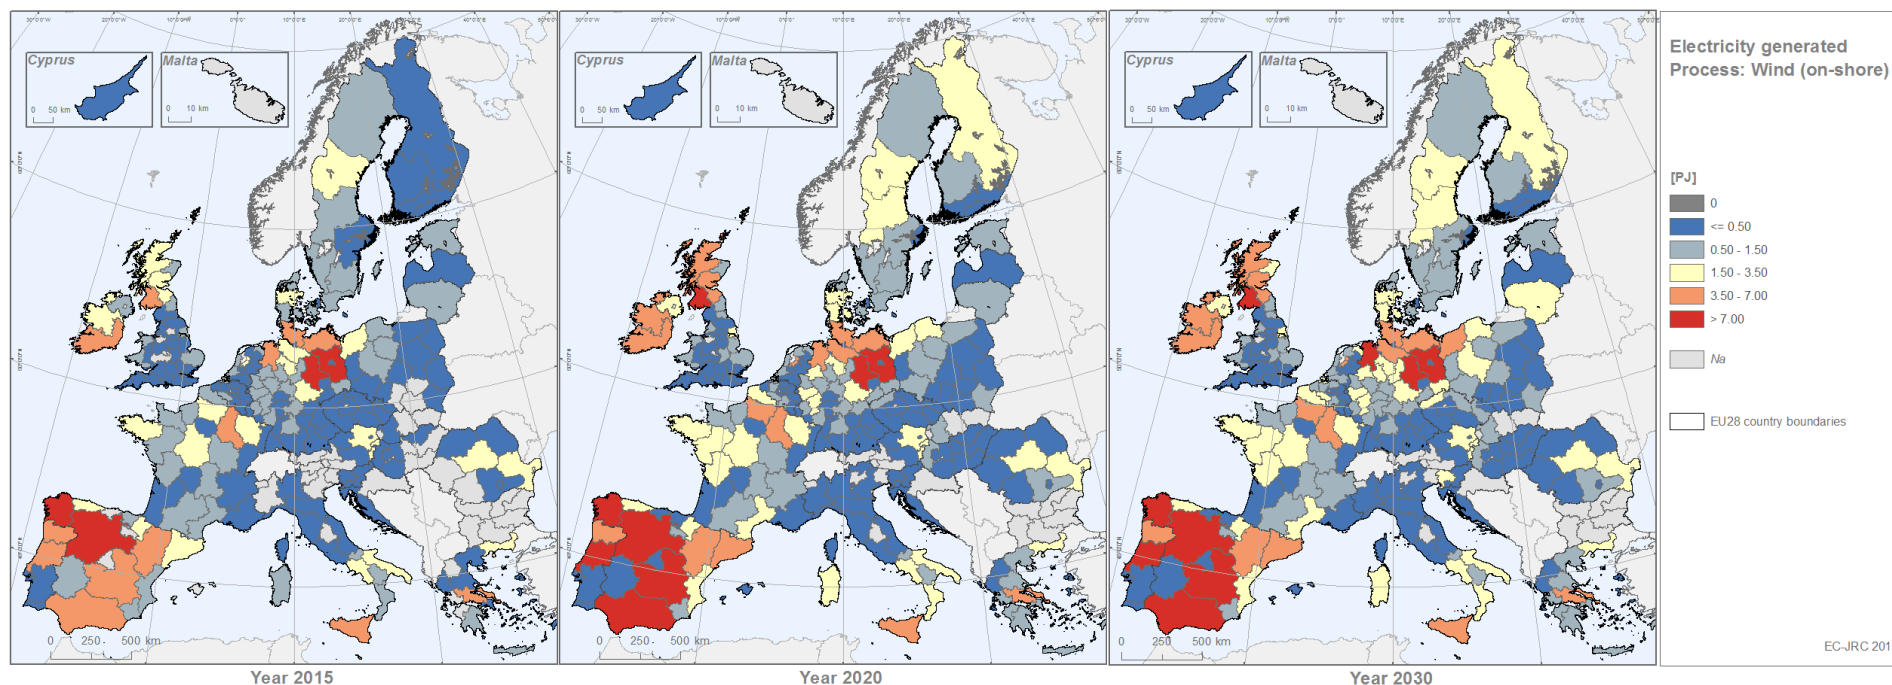 Cyprus
0 50 km
Malta
0 10 km
0 250 500 km
Year 2015
Cyprus
0 50 km
Malta
0 10 km
0 250 500 km
Year 2020
Cyprus
0 50 km
Malta
0 10 km
0 250 500 km
Year 2030
Electricity generated
Process: Wind (on-shore)
[PJ]
0
<= 0.50
0.50 - 1.50
1.50 - 3.50
3.50 - 7.00
> 7.00
Na
EU28 country boundaries
EC-JRC 201